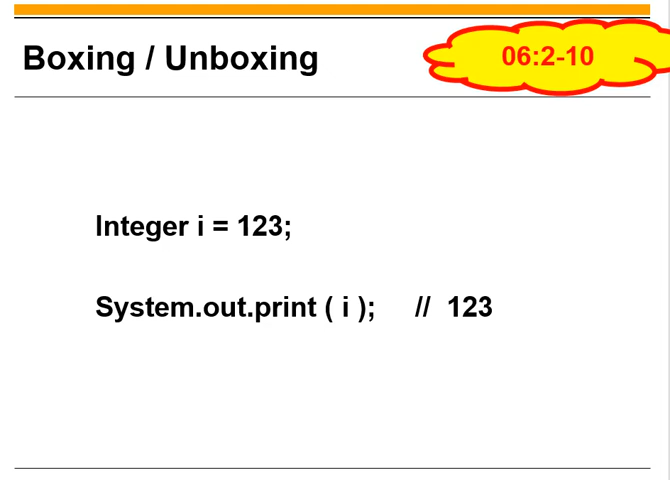 Boxing / Unboxing
06:2-10
Integer i = 123;
System.out.print ( i ); // 123